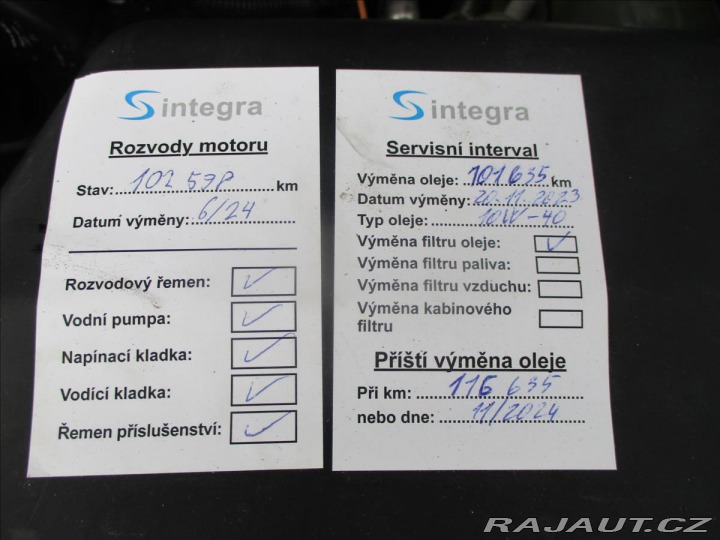 integra
Rozvody motoru
Stav: 102 598 km
Datum výměny: 6/24
Rozvodový řemen:
Vodní pumpa:
Napínací kladka:
Vodící kladka:
Řemen příslušenství:
integra
Servisní interval
Výměna oleje: 101635 km
Datum výměny: 20.11.2023
Typ oleje: 10W-40
Výměna filtru oleje:
Výměna filtru paliva:
Výměna filtru vzduchu:
Výměna kabinového
filtru
Příští výměna oleje
Při km: 116 635
nebo dne: 11/2024
RAJAUT.CZ